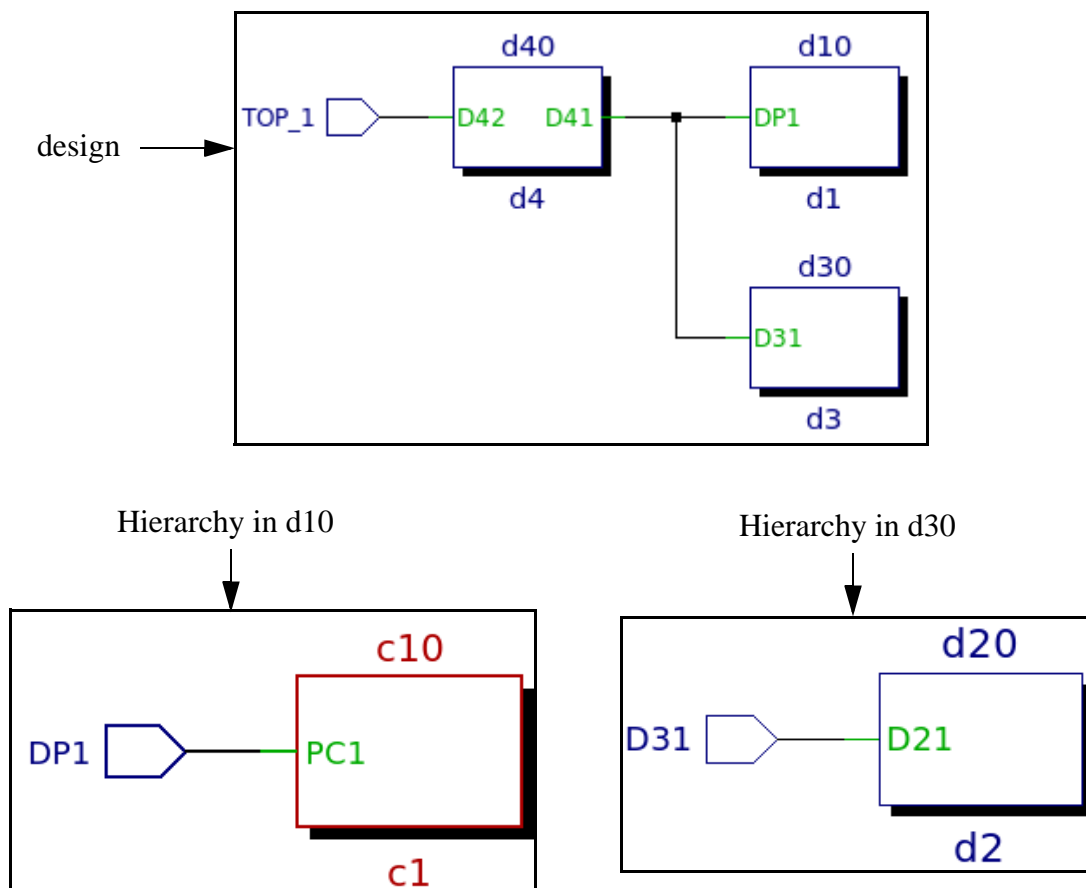 d40 d10
TOP_1 D42 D41 DP1
design
d4 d1
d30
D31
d3
Hierarchy in d10
Hierarchy in d30
c10
DP1 PC1
c1
d20
D31 D21
d2